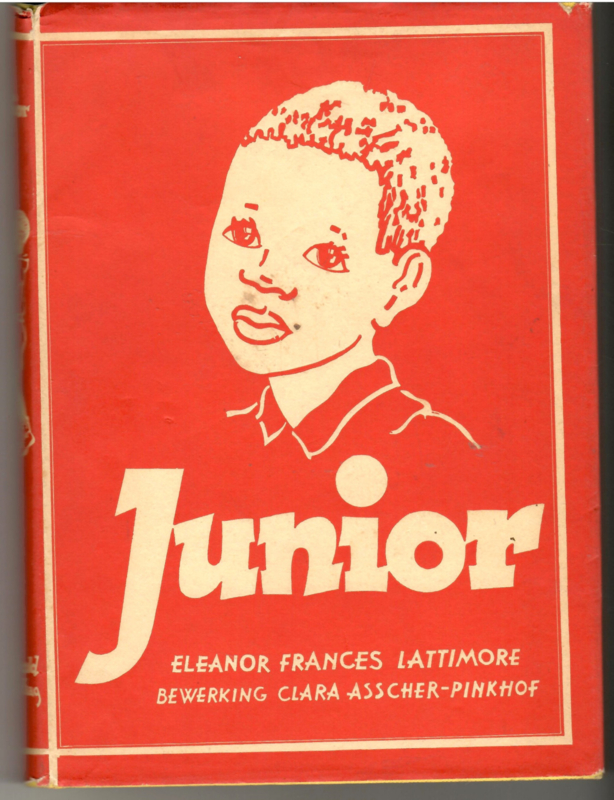 Junior
ELEANOR FRANCES LATTIMORE
BEWERKING CLARA ASSCHER-PINKHOF